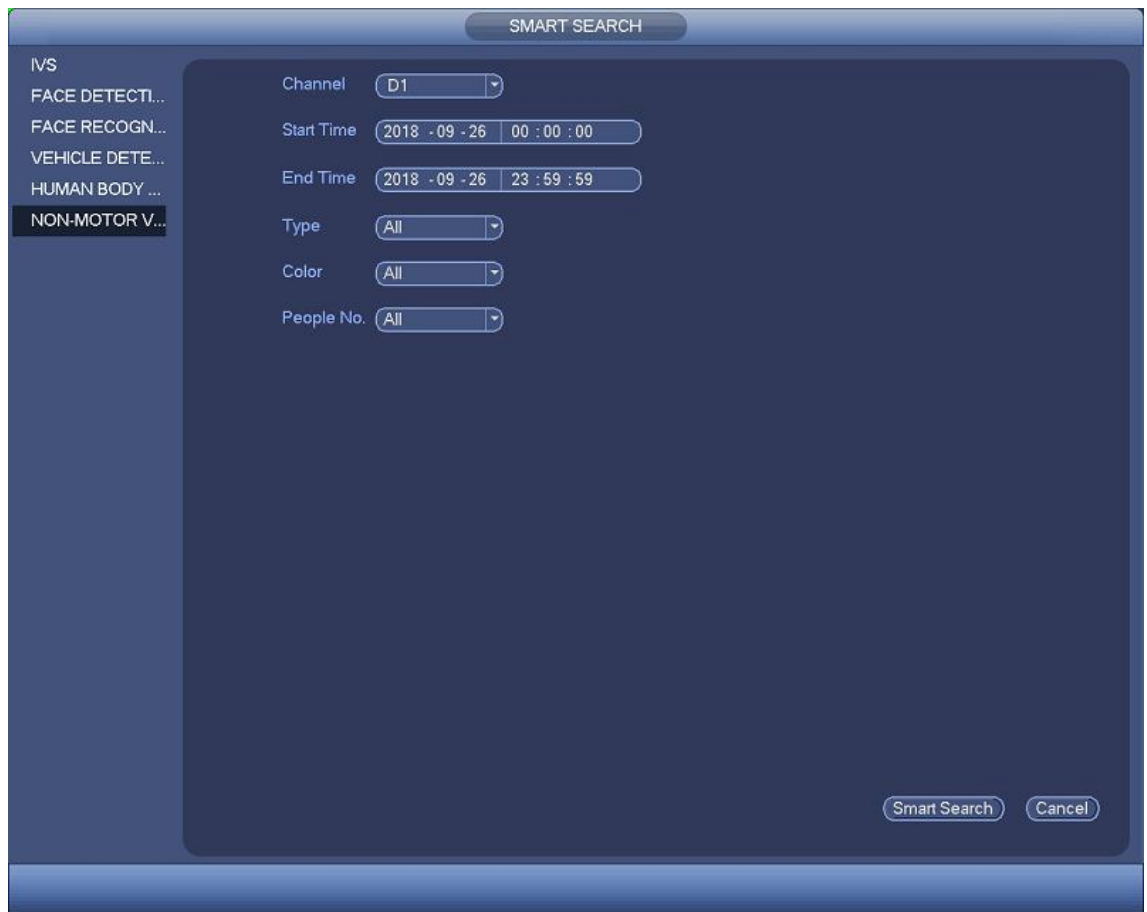 SMART SEARCH
IVS
FACE DETECTI...
FACE RECOGN...
VEHICLE DETE...
HUMAN BODY ...
NON-MOTOR V...
Channel D1
Start Time 2018 - 09 - 26 00 : 00 : 00
End Time 2018 - 09 - 26 23 : 59 : 59
Type All
Color All
People No. All
Smart Search Cancel